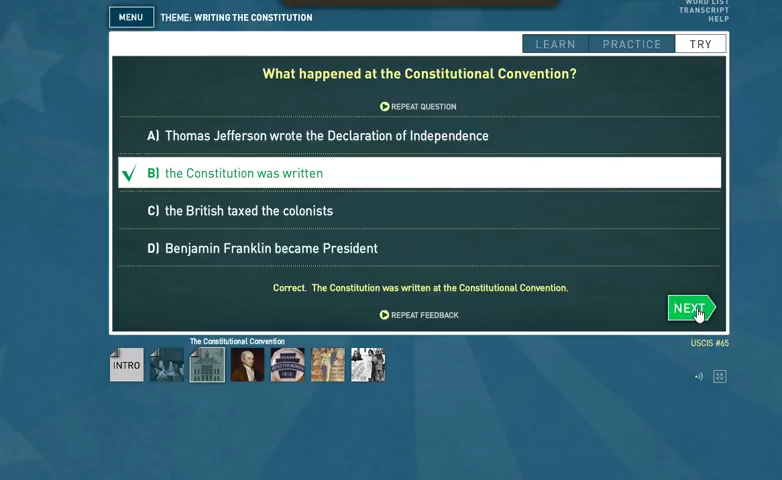 WORD LIST
MENU
THEME: WRITING THE CONSTITUTION
TRANSCRIPT
HELP
LEARN
PRACTICE
TRY
What happened at the Constitutional Convention?
REPEAT QUESTION
A) Thomas Jefferson wrote the Declaration of Independence
B) the Constitution was written
C) the British taxed the colonists
D) Benjamin Franklin became President
Correct. The Constitution was written at the Constitutional Convention.
NEXT
REPEAT FEEDBACK
The Constitutional Convention
USCIS #65
INTRO